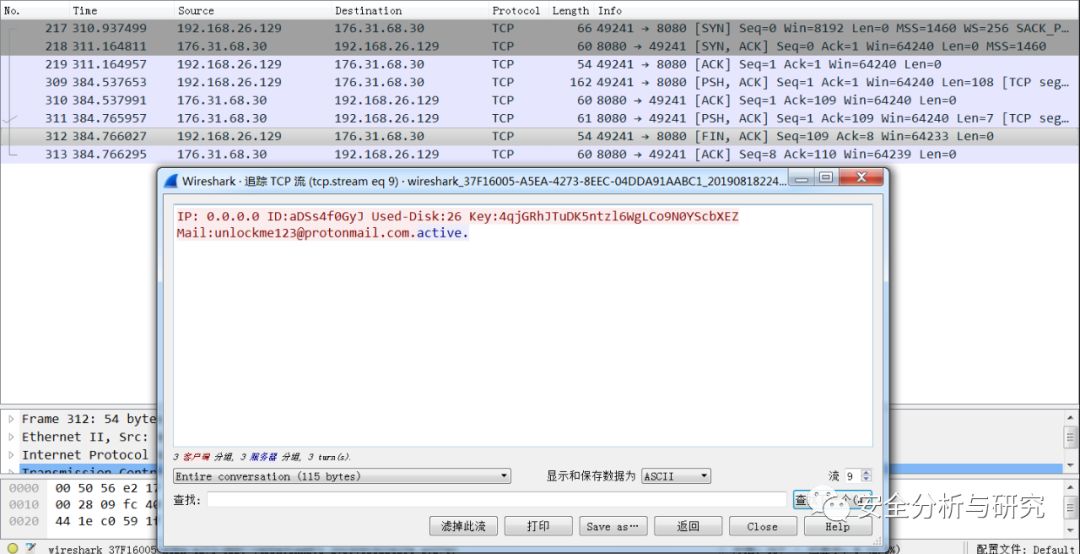 No. Time Source Destination Protocol Length Info
217 310.937499 192.168.26.129 176.31.68.30 TCP 66 49241 → 8080 [SYN] Seq=0 Win=8192 Len=0 MSS=1460 WS=256 SACK_P…
218 311.164811 176.31.68.30 192.168.26.129 TCP 60 8080 → 49241 [SYN, ACK] Seq=0 Ack=1 Win=64240 Len=0 MSS=1460
219 311.164957 192.168.26.129 176.31.68.30 TCP 54 49241 → 8080 [ACK] Seq=1 Ack=1 Win=64240 Len=0
309 384.537653 192.168.26.129 176.31.68.30 TCP 162 49241 → 8080 [PSH, ACK] Seq=1 Ack=1 Win=64240 Len=108 [TCP seg…
310 384.537991 176.31.68.30 192.168.26.129 TCP 60 8080 → 49241 [ACK] Seq=1 Ack=109 Win=64240 Len=0
311 384.765957 176.31.68.30 192.168.26.129 TCP 61 8080 → 49241 [PSH, ACK] Seq=1 Ack=109 Win=64240 Len=7 [TCP seg…
312 384.766027 192.168.26.129 176.31.68.30 TCP 54 49241 → 8080 [FIN, ACK] Seq=109 Ack=8 Win=64233 Len=0
313 384.766295 176.31.68.30 192.168.26.129 TCP 60 8080 → 49241 [ACK] Seq=8 Ack=110 Win=64239 Len=0
Wireshark · 追踪 TCP 流 (tcp.stream eq 9) · wireshark_37F16005-A5EA-4273-8EEC-04DDA91AABC1_20190818224...
IP: 0.0.0.0 ID:aDSs4f0GyJ Used-Disk:26 Key:4qjGRhJTuDK5ntzl6WgLCo9N0YScbXEZ
Mail:unlockme123@protonmail.com.active.
Frame 312: 54 byte
Ethernet II, Src:
Internet Protocol
Transmission Contr
3 客户端 分组, 3 服务器 分组, 3 turn(s).
Entire conversation (115 bytes) 显示和保存数据为 ASCII 流 9
0000 00 50 56 e2 17
0010 00 28 09 fc 40
0020 44 1e c0 59 1f
查找:
滤掉此流 打印 Save as… 返回 Close Help
安全分析与研究
wireshark_37F16005
配置文件: Default